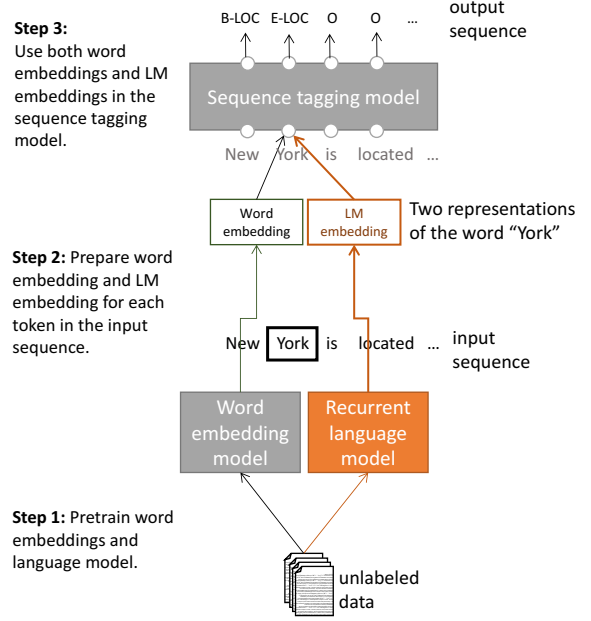 output
sequence
B-LOC E-LOC O O ...
Step 3:
Use both word
embeddings and LM
embeddings in the
sequence tagging
model.
Sequence tagging model
New York is located ...
Word
embedding
LM
embedding
Two representations
of the word “York”
Step 2: Prepare word
embedding and LM
embedding for each
token in the input
sequence.
New York is located ...
input
sequence
Word
embedding
model
Recurrent
language
model
Step 1: Pretrain word
embeddings and
language model.
unlabeled
data